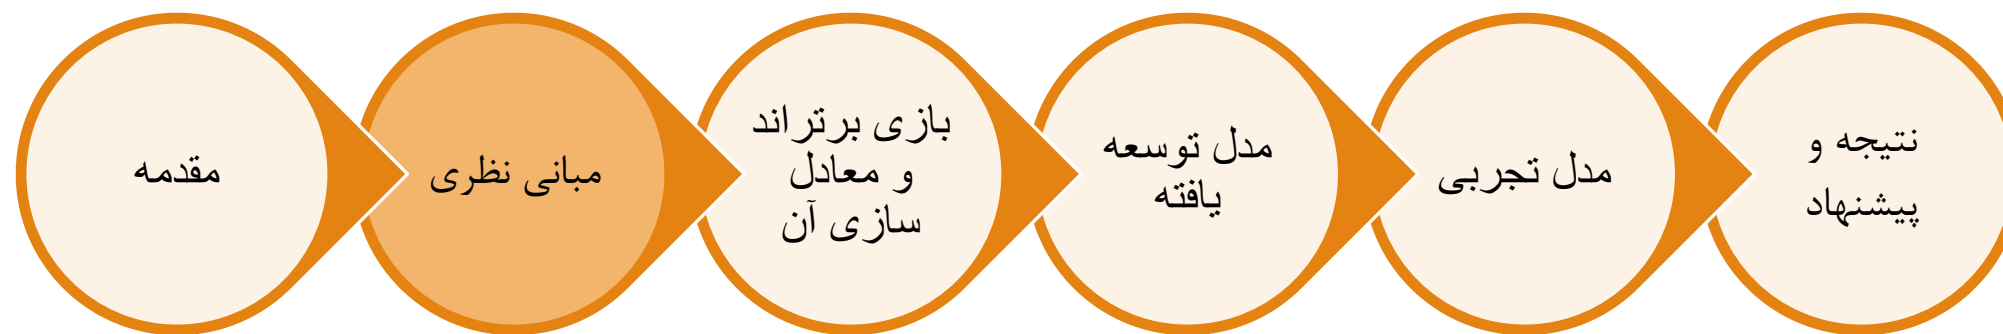 مقدمه
مبانی نظری
بازی برتراند
و معادل
سازی آن
مدل توسعه
یافته
مدل تجربی
نتیجه و
پیشنهاد